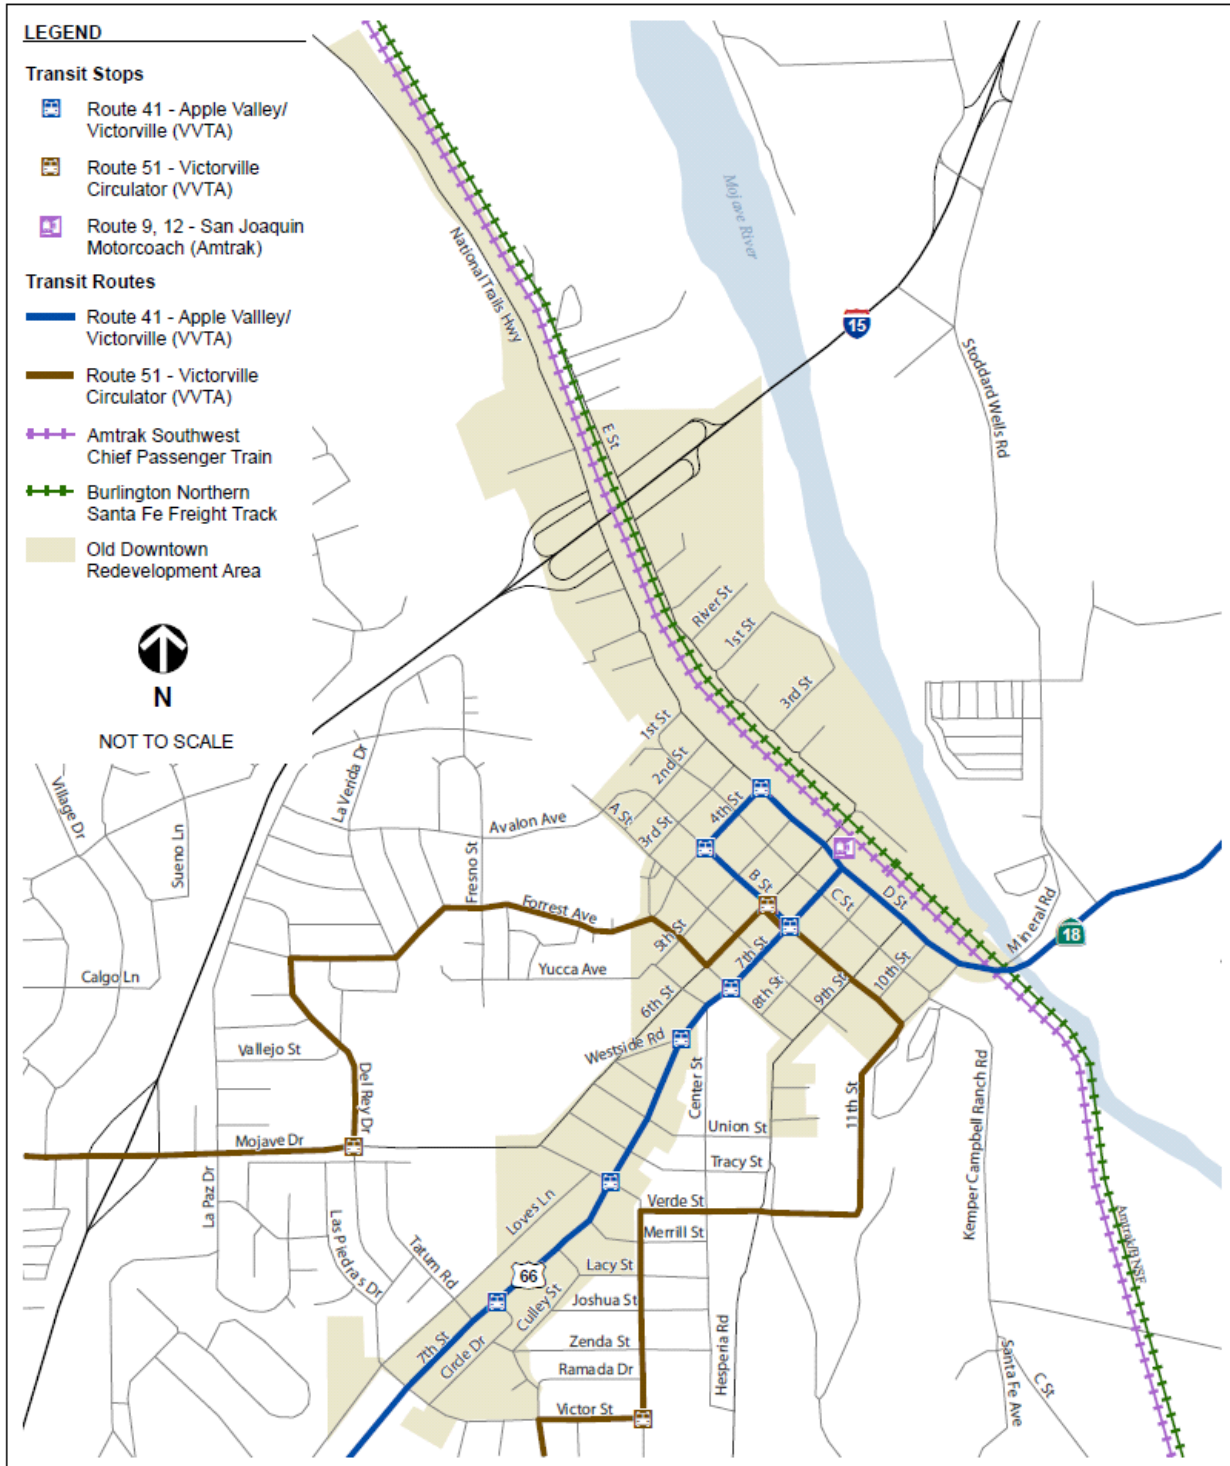 LEGEND
Transit Stops
Route 41 - Apple Valley/
Victorville (VVTA)
Route 51 - Victorville
Circulator (VVTA)
Route 9, 12 - San Joaquin
Motorcoach (Amtrak)
Transit Routes
Route 41 - Apple Vallley/
Victorville (VVTA)
Route 51 - Victorville
Circulator (VVTA)
Amtrak Southwest
Chief Passenger Train
Burlington Northern
Santa Fe Freight Track
Old Downtown
Redevelopment Area
N
NOT TO SCALE
Mojave River
National Trails Hwy
15
Stoddard Wells Rd
E St
River St
1st St
3rd St
1st St
2nd St
La Verida Dr
Village Dr
Sueno Ln
Avalon Ave
A St
3rd St
4th St
Fresno St
Forrest Ave
B St
C St
D St
Mineral Rd
18
5th St
7th St
Yucca Ave
Calgo Ln
6th St
8th St
9th St
10th St
Westside Rd
Vallejo St
Del Rey Dr
Center St
11th St
Kemper Campbell Ranch Rd
Mojave Dr
Union St
Tracy St
La Paz Dr
Loves Ln
Verde St
Las Piedras Dr
Tatum Rd
Merrill St
Amtrak/BNSF
66
Lacy St
Culley St
Joshua St
7th St
Circle Dr
Zenda St
Hesperia Rd
Ramada Dr
Santa Fe Ave
C St
Victor St